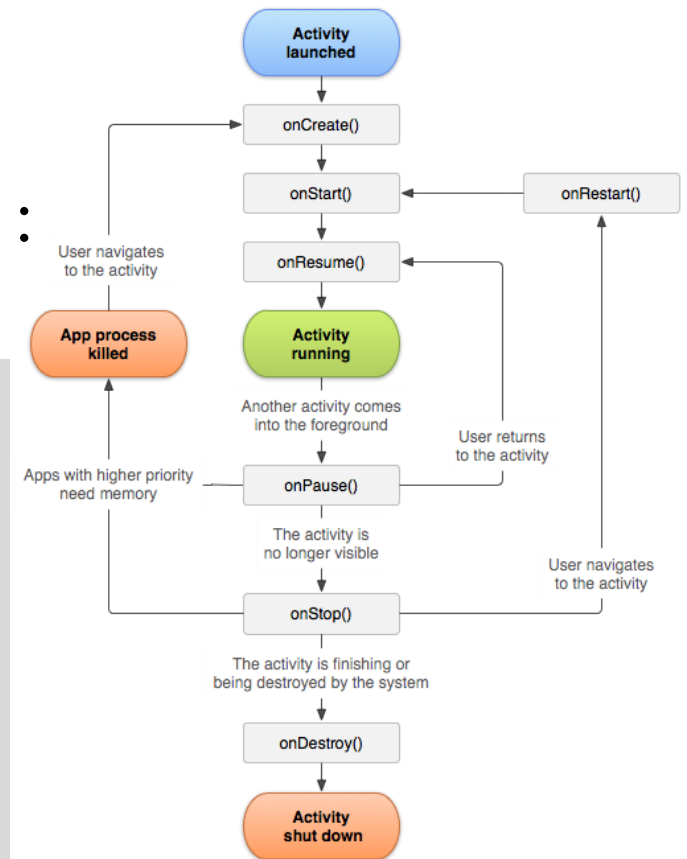 Activity
launched
onCreate()
onStart()
onRestart()
User navigates
to the activity
onResume()
App process
killed
Activity
running
Another activity comes
into the foreground
User returns
to the activity
Apps with higher priority
need memory
onPause()
The activity is
no longer visible
User navigates
to the activity
onStop()
The activity is finishing or
being destroyed by the system
onDestroy()
Activity
shut down